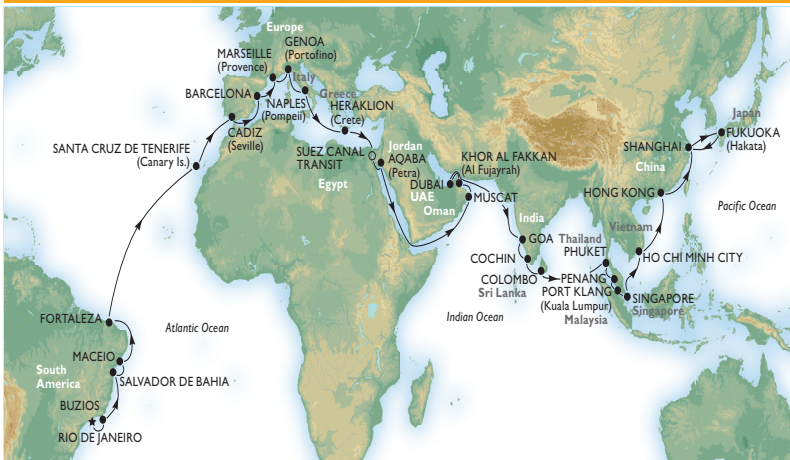 Europe
MARSEILLE
(Provence)
GENOA
(Portofino)
Italy
BARCELONA
Greece
NAPLES
(Pompeii)
HERAKLION
(Crete)
CADIZ
(Seville)
SANTA CRUZ DE TENERIFE
(Canary Is.)
SUEZ CANAL
TRANSIT
Jordan
AQABA
(Petra)
Egypt
KHOR AL FAKKAN
(Al Fujayrah)
DUBAI
UAE
Oman
MUSCAT
India
GOA
COCHIN
COLOMBO
Sri Lanka
Thailand
PHUKET
PENANG
PORT KLANG
(Kuala Lumpur)
Malaysia
SINGAPORE
Singapore
Vietnam
HO CHI MINH CITY
HONG KONG
China
SHANGHAI
Japan
FUKUOKA
(Hakata)
Pacific Ocean
Indian Ocean
Atlantic Ocean
FORTALEZA
MACEIO
South
America
SALVADOR DE BAHIA
BUZIOS
RIO DE JANEIRO